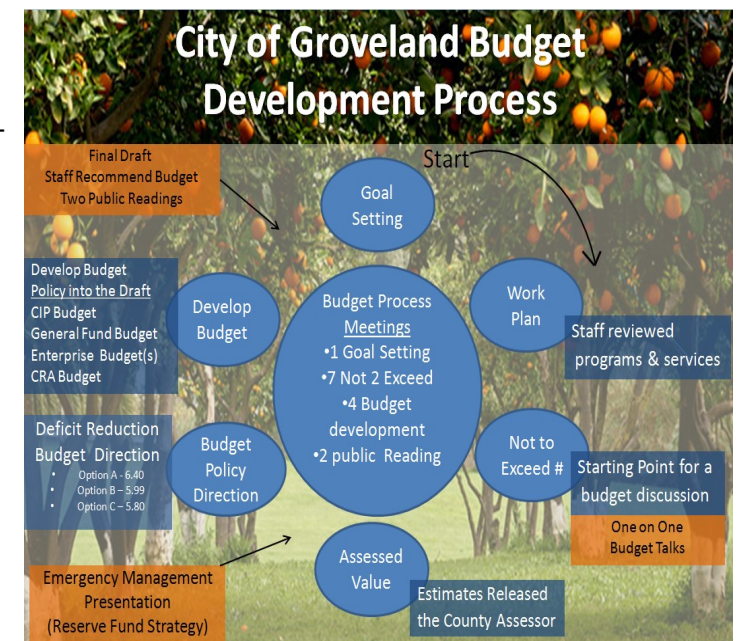 City of Groveland Budget
Development Process
Final Draft
Staff Recommend Budget
Two Public Readings
Start
Goal
Setting
Work
Plan
Staff reviewed
programs & services
Not to
Exceed #
Starting Point for a
budget discussion
One on One
Budget Talks
Assessed
Value
Estimates Released
the County Assessor
Emergency Management
Presentation
(Reserve Fund Strategy)
Budget
Policy
Direction
Deficit Reduction
Budget Direction
• Option A - 6.40
• Option B – 5.99
• Option C – 5.80
Develop
Budget
Develop Budget
Policy into the Draft
CIP Budget
General Fund Budget
Enterprise Budget(s)
CRA Budget
Budget Process
Meetings
•1 Goal Setting
•7 Not 2 Exceed
•4 Budget
development
•2 public Reading